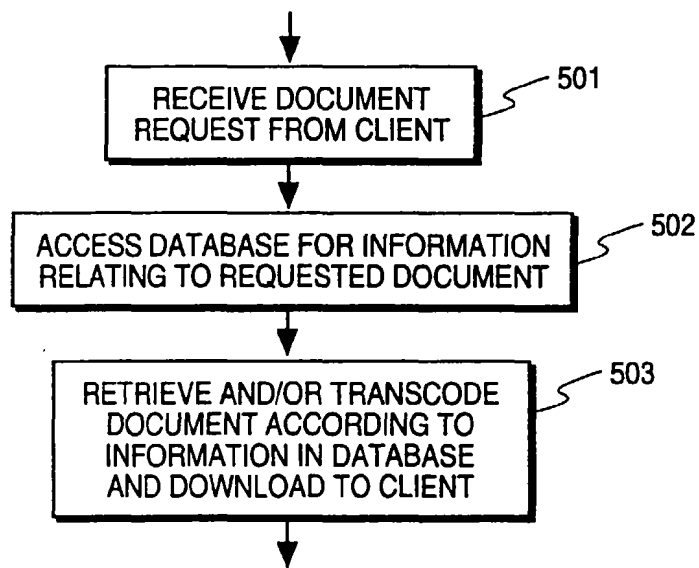 RECEIVE DOCUMENT
REQUEST FROM CLIENT
501
ACCESS DATABASE FOR INFORMATION
RELATING TO REQUESTED DOCUMENT
502
RETRIEVE AND/OR TRANSCODE
DOCUMENT ACCORDING TO
INFORMATION IN DATABASE
AND DOWNLOAD TO CLIENT
503